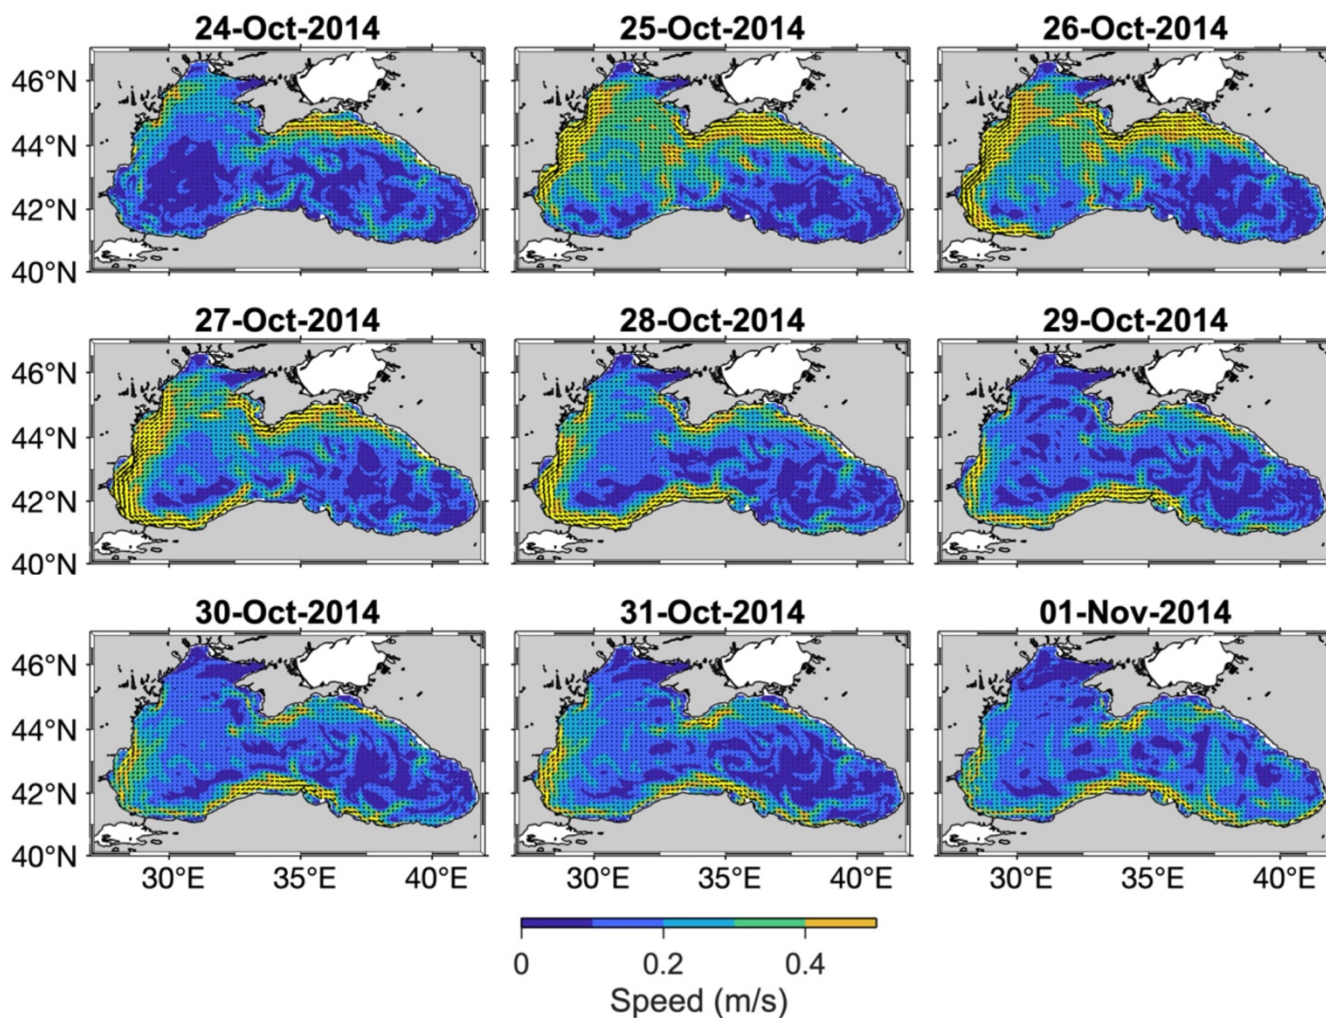 24-Oct-2014 25-Oct-2014 26-Oct-2014
46°N
44°N
42°N
40°N
27-Oct-2014 28-Oct-2014 29-Oct-2014
46°N
44°N
42°N
40°N
30-Oct-2014 31-Oct-2014 01-Nov-2014
46°N
44°N
42°N
40°N
30°E 35°E 40°E 30°E 35°E 40°E 30°E 35°E 40°E
0 0.2 0.4
Speed (m/s)